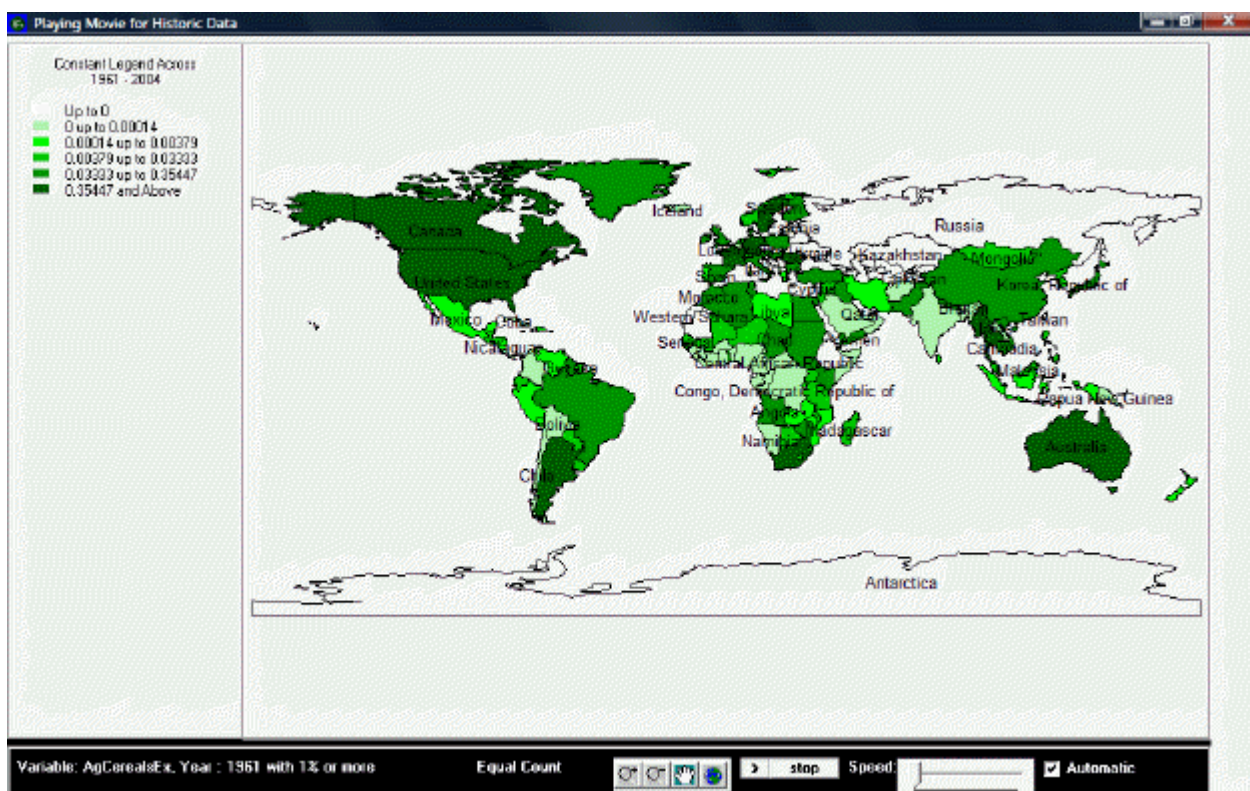 Playing Movie for Historic Data
Constant Legend Across
1961 - 2004
Up to 0
0 up to 0.00014
0.00014 up to 0.00379
0.00379 up to 0.03333
0.03333 up to 0.35447
0.35447 and Above
Iceland
Russia
Canada
Kazakhstan
Mongolia
United States
Spain
Cyprus
Korea, Republic of
Morocco
Western Sahara
Libya
Qatar
Mexico
Cuba
Senegal
Chad
Yemen
Nicaragua
Cambodia
Central African Republic
Malaysia
Congo, Democratic Republic of
Papua New Guinea
Angola
Bolivia
Madagascar
Namibia
Australia
Chile
Antarctica
Variable: AgCerealsEx, Year : 1961 with 1% or more
Equal Count
> stop
Speed:
Automatic